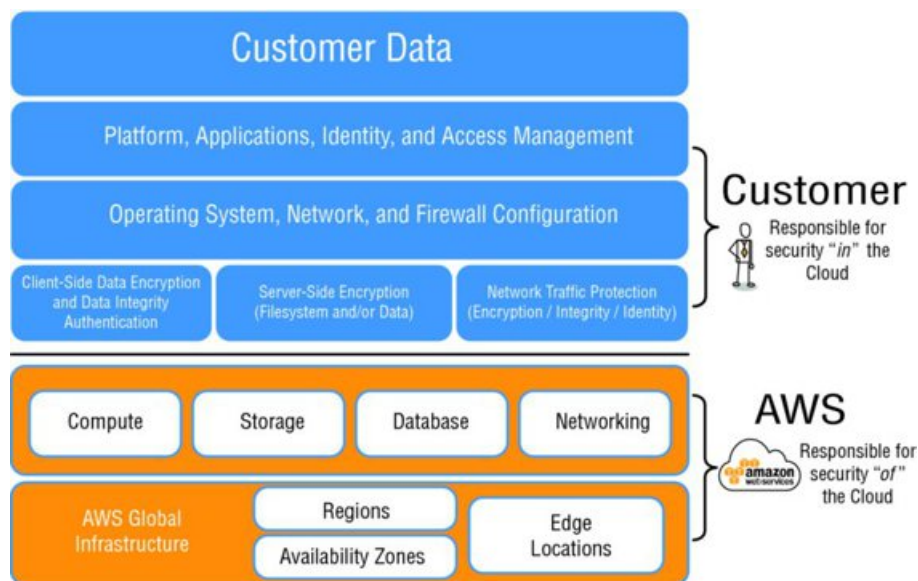 Customer Data
Platform, Applications, Identity, and Access Management
Operating System, Network, and Firewall Configuration
Client-Side Data Encryption
and Data Integrity
Authentication
Server-Side Encryption
(Filesystem and/or Data)
Network Traffic Protection
(Encryption / Integrity / Identity)
Customer
Responsible for
security "in" the
Cloud
Compute
Storage
Database
Networking
AWS Global
Infrastructure
Regions
Availability Zones
Edge
Locations
AWS
amazon
webservices
Responsible for
security "of"
the Cloud